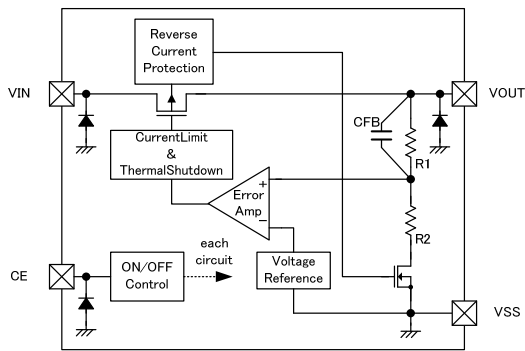 Reverse
Current
Protection
VIN
VOUT
CFB
CurrentLimit
&
ThermalShutdown
R1
+
Error
Amp
−
R2
each
circuit
Voltage
Reference
CE
ON/OFF
Control
VSS